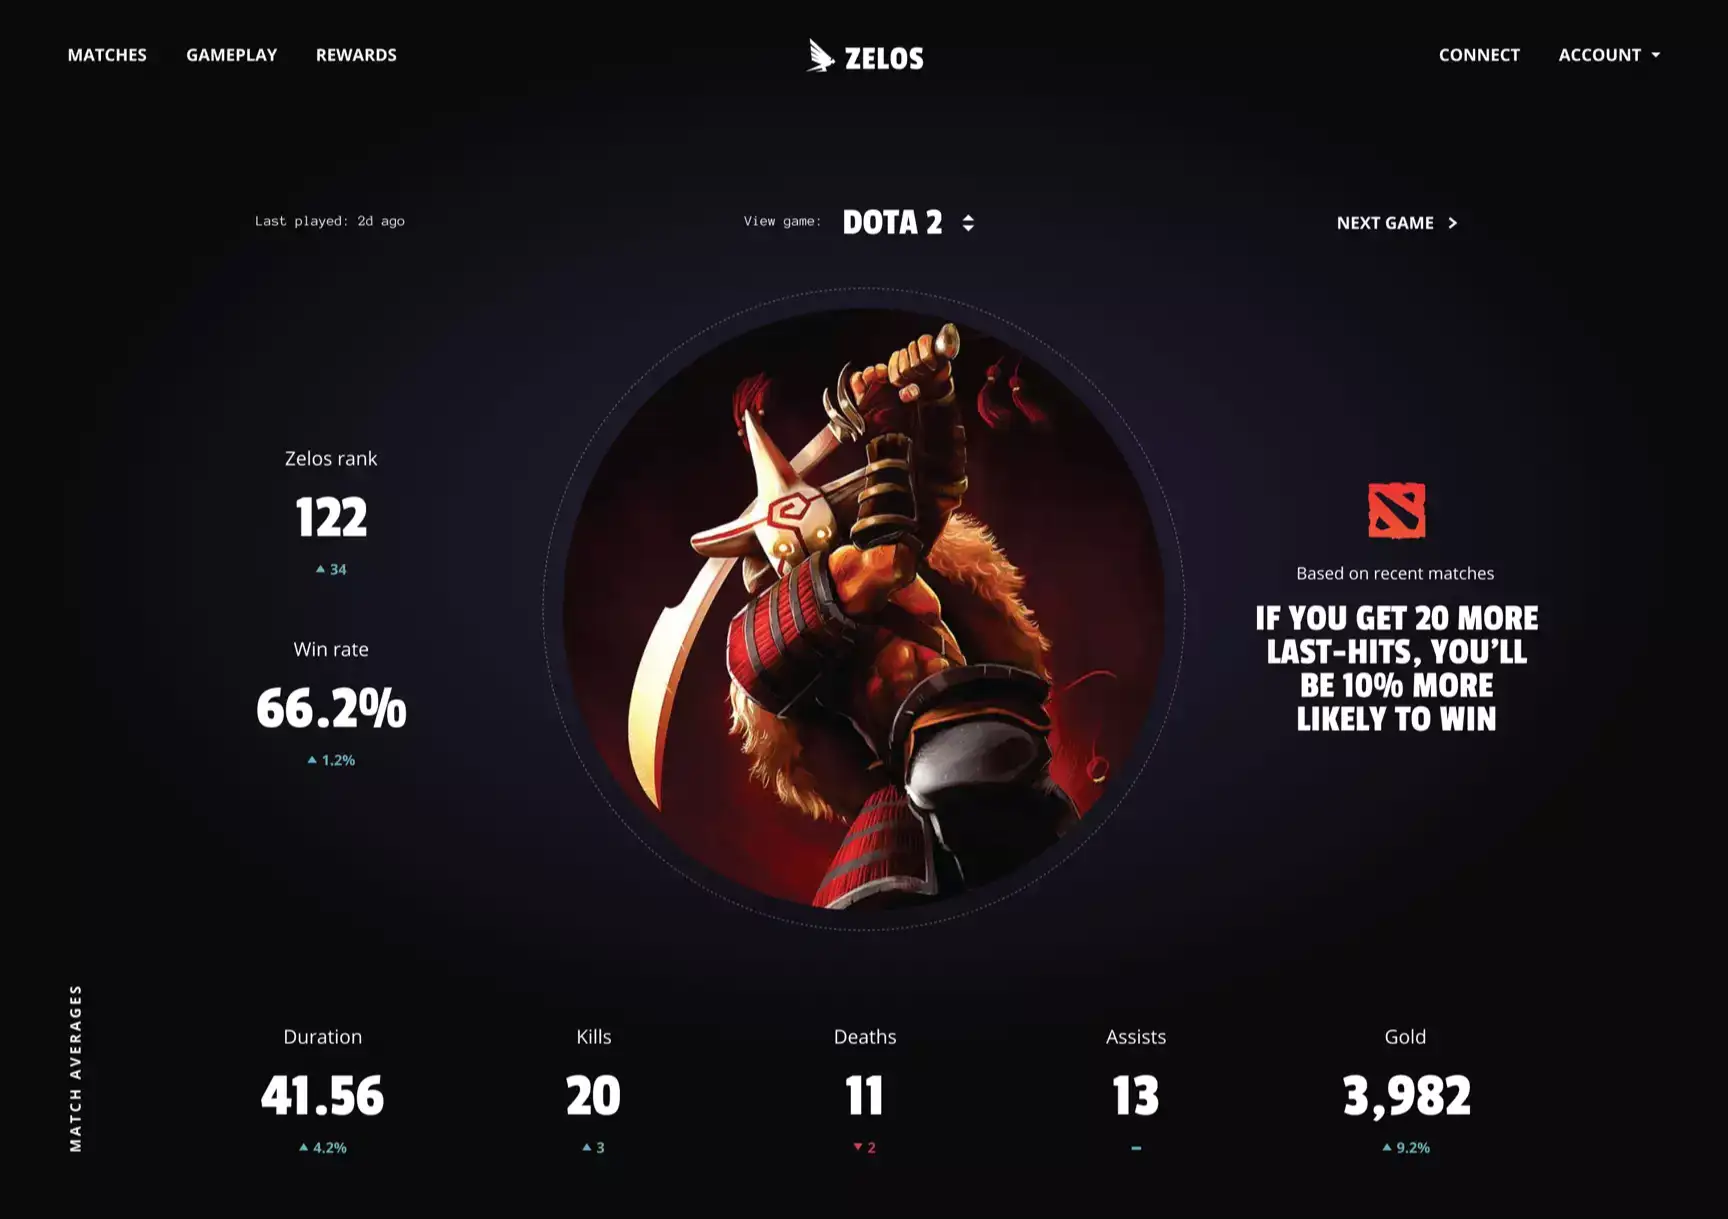 MATCHES GAMEPLAY REWARDS ZELOS CONNECT ACCOUNT
Last played: 2d ago View game: DOTA 2 NEXT GAME
Zelos rank
122
34
Win rate
66.2%
1.2%
Based on recent matches
IF YOU GET 20 MORE
LAST-HITS, YOU'LL
BE 10% MORE
LIKELY TO WIN
MATCH AVERAGES
Duration Kills Deaths Assists Gold
41.56 20 11 13 3,982
4.2% 3 2 – 9.2%